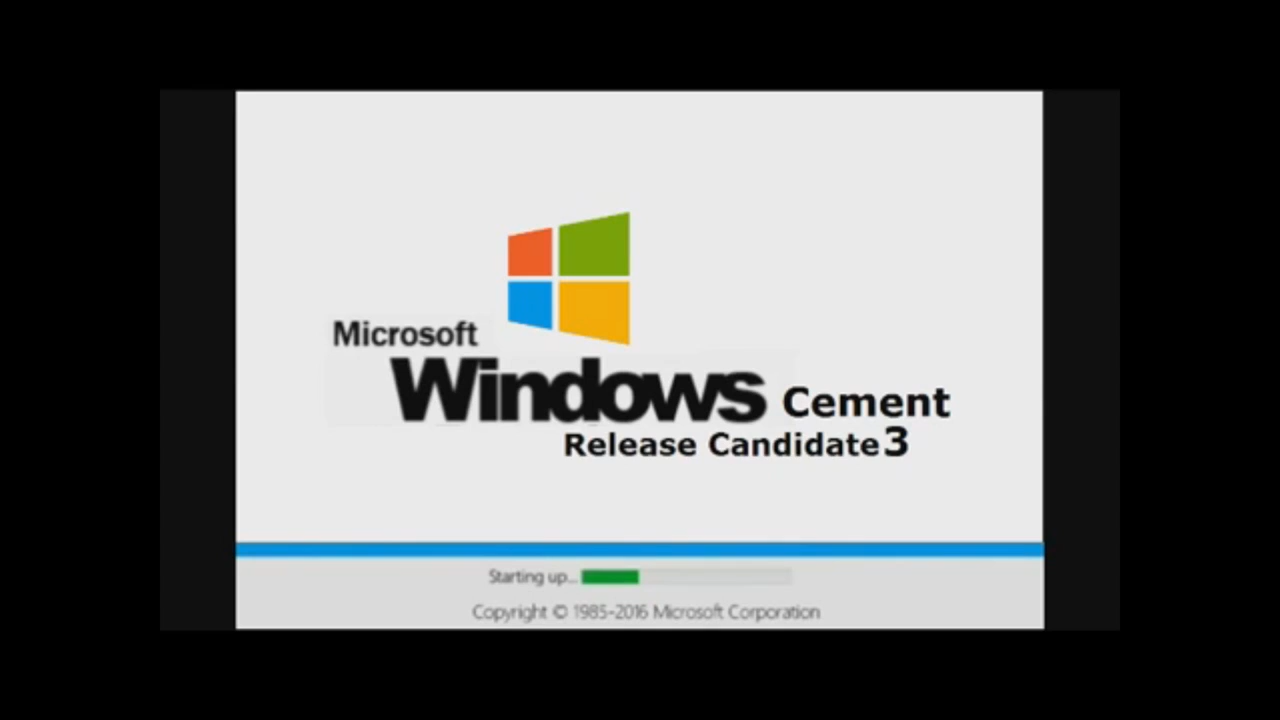 Microsoft
Windows Cement
Release Candidate 3
Starting up...
Copyright © 1985-2016 Microsoft Corporation